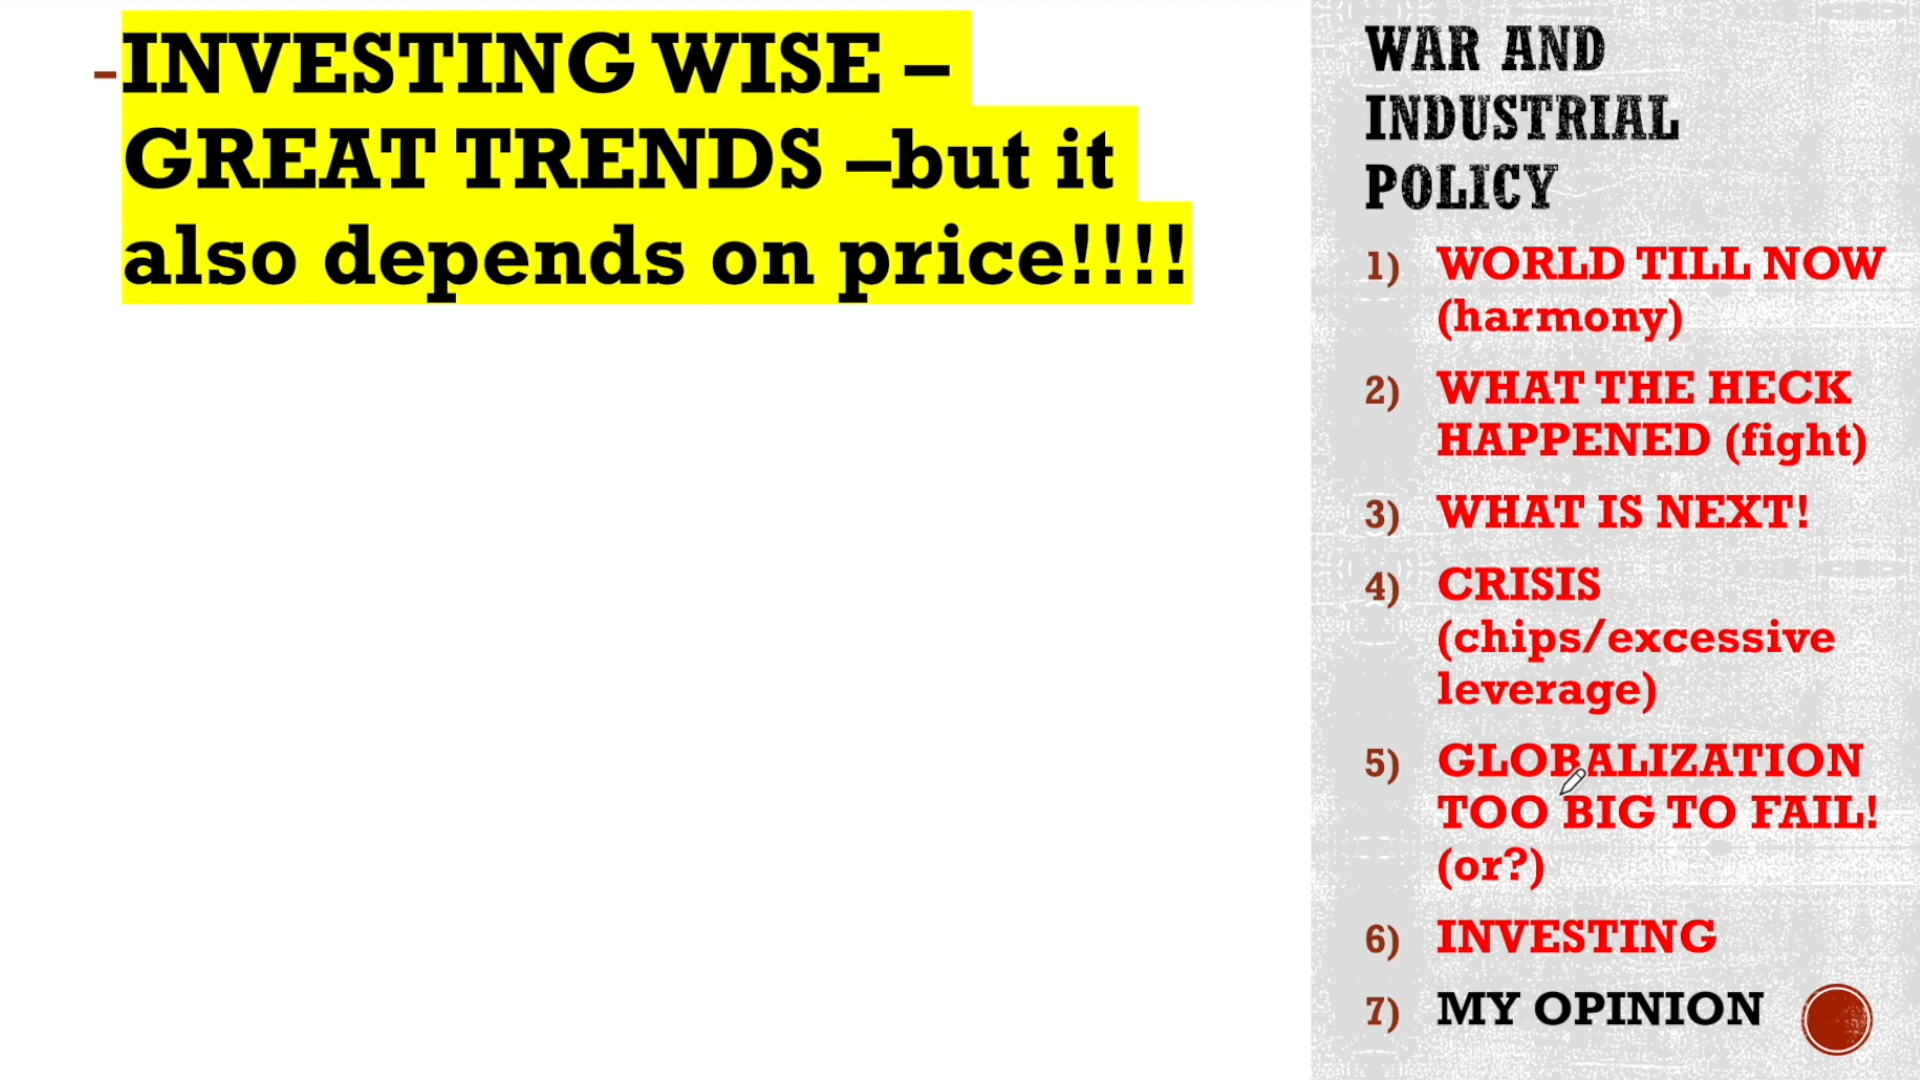 -INVESTING WISE –
GREAT TRENDS –but it
also depends on price!!!!
WAR AND
INDUSTRIAL
POLICY
1) WORLD TILL NOW
(harmony)
2) WHAT THE HECK
HAPPENED (fight)
3) WHAT IS NEXT!
4) CRISIS
(chips/excessive
leverage)
5) GLOBALIZATION
TOO BIG TO FAIL!
(or?)
6) INVESTING
7) MY OPINION